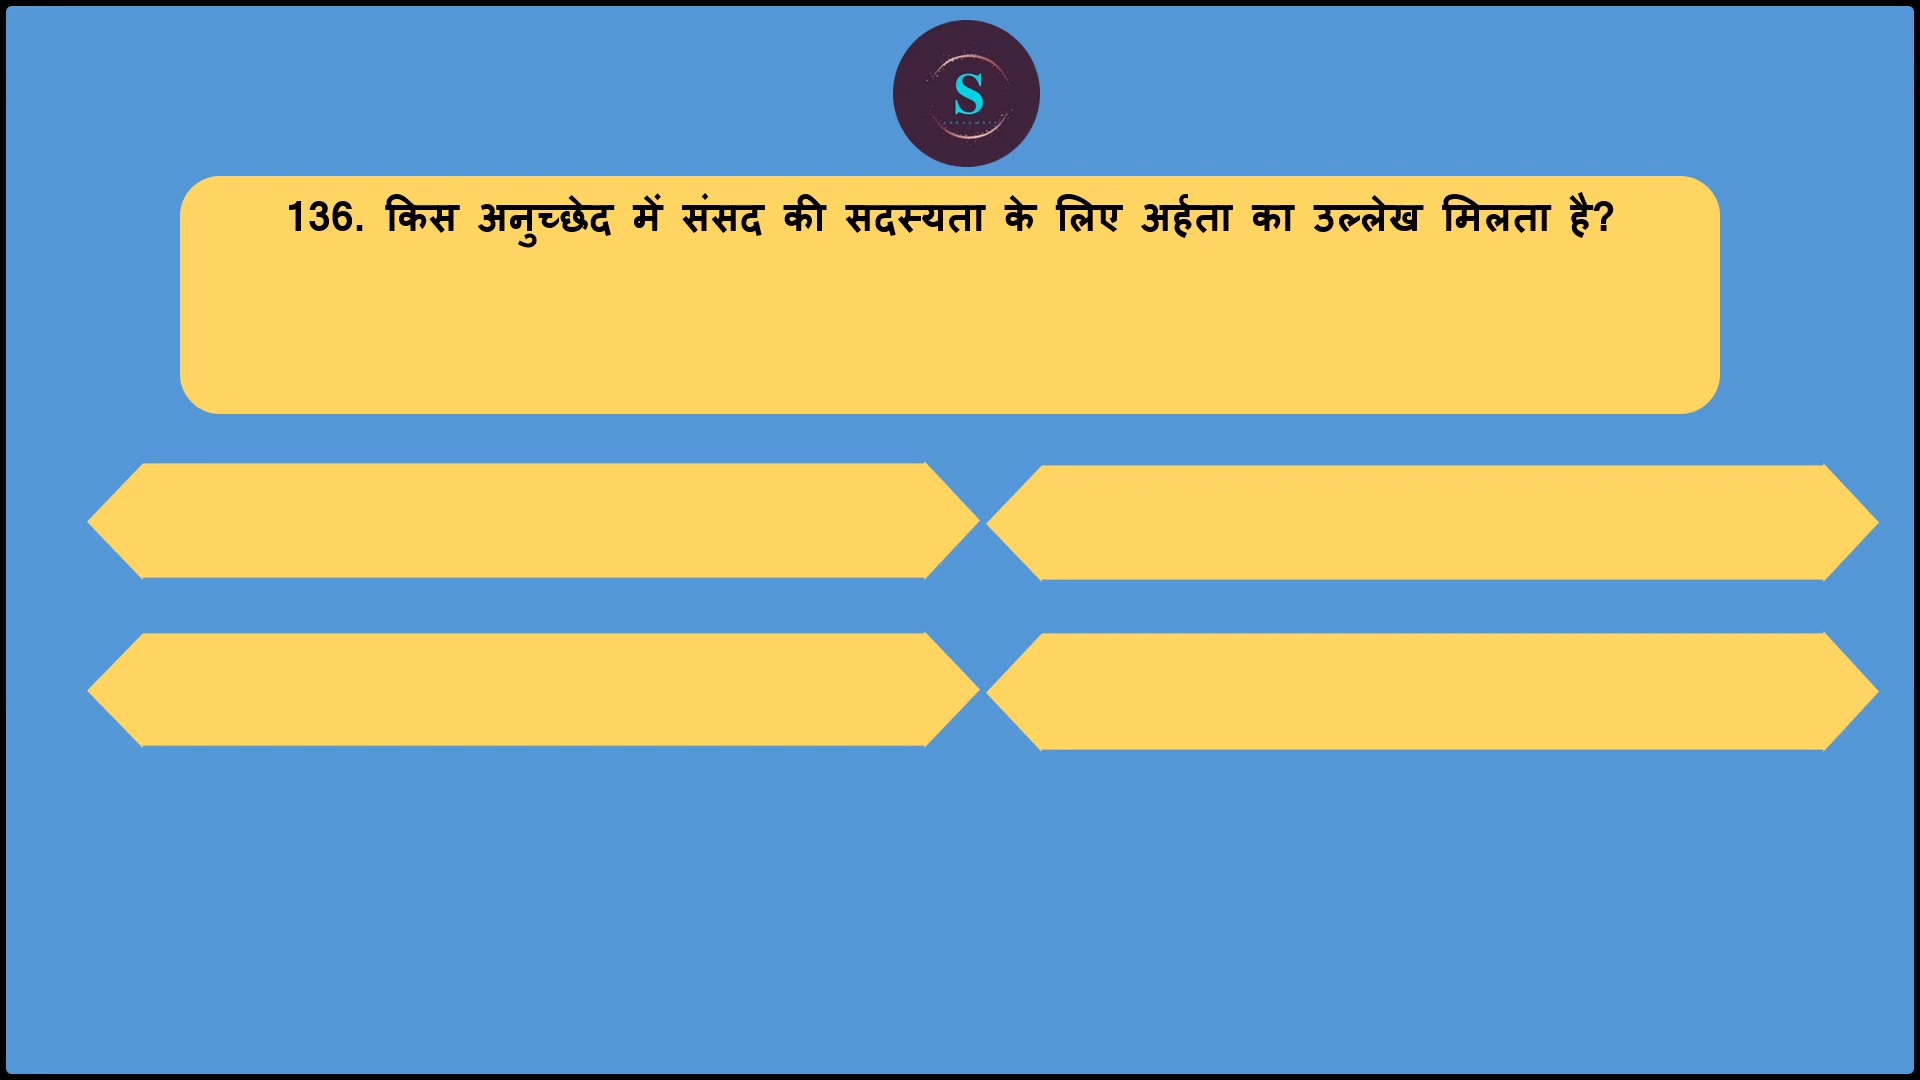 S
136. किस अनुच्छेद में संसद की सदस्यता के लिए अर्हता का उल्लेख मिलता है?